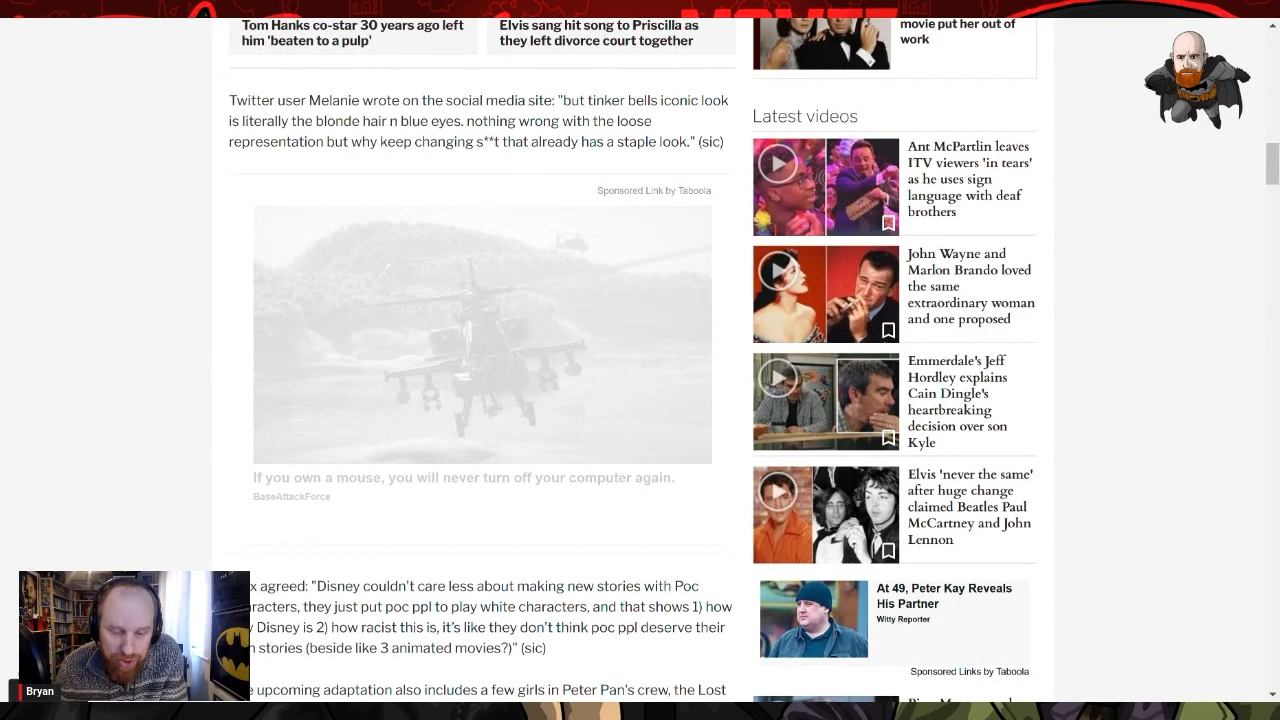 Tom Hanks co-star 30 years ago left
him 'beaten to a pulp'
Elvis sang hit song to Priscilla as
they left divorce court together
Twitter user Melanie wrote on the social media site: "but tinker bells iconic look
is literally the blonde hair n blue eyes. nothing wrong with the loose
representation but why keep changing s**t that already has a staple look." (sic)
Sponsored Link by Taboola
If you own a mouse, you will never turn off your computer again.
BaseAttackForce
agreed: "Disney couldn't care less about making new stories with Poc
they just put poc ppl to play white characters, and that shows 1) how
Disney is 2) how racist this is, it's like they don't think poc ppl deserve their
stories (beside like 3 animated movies?)" (sic)
upcoming adaptation also includes a few girls in Peter Pan's crew, the Lost
movie put her out of
work
Latest videos
Ant McPartlin leaves
ITV viewers 'in tears'
as he uses sign
language with deaf
brothers
John Wayne and
Marlon Brando loved
the same
extraordinary woman
and one proposed
Emmerdale's Jeff
Hordley explains
Cain Dingle's
heartbreaking
decision over son
Kyle
Elvis 'never the same'
after huge change
claimed Beatles Paul
McCartney and John
Lennon
At 49, Peter Kay Reveals
His Partner
Witty Reporter
Sponsored Links by Taboola
Bryan